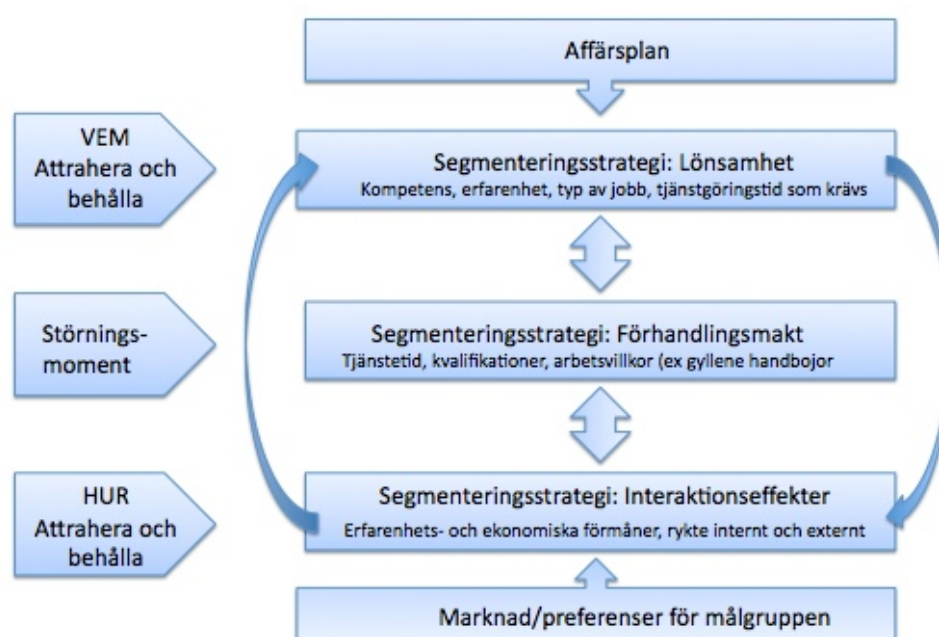 Affärsplan
VEM
Attrahera och
behålla
Segmenteringsstrategi: Lönsamhet
Kompetens, erfarenhet, typ av jobb, tjänstgöringstid som krävs
Störnings-
moment
Segmenteringsstrategi: Förhandlingsmakt
Tjänstetid, kvalifikationer, arbetsvillkor (ex gyllene handbojor
HUR
Attrahera och
behålla
Segmenteringsstrategi: Interaktionseffekter
Erfarenhets- och ekonomiska förmåner, rykte internt och externt
Marknad/preferenser för målgruppen